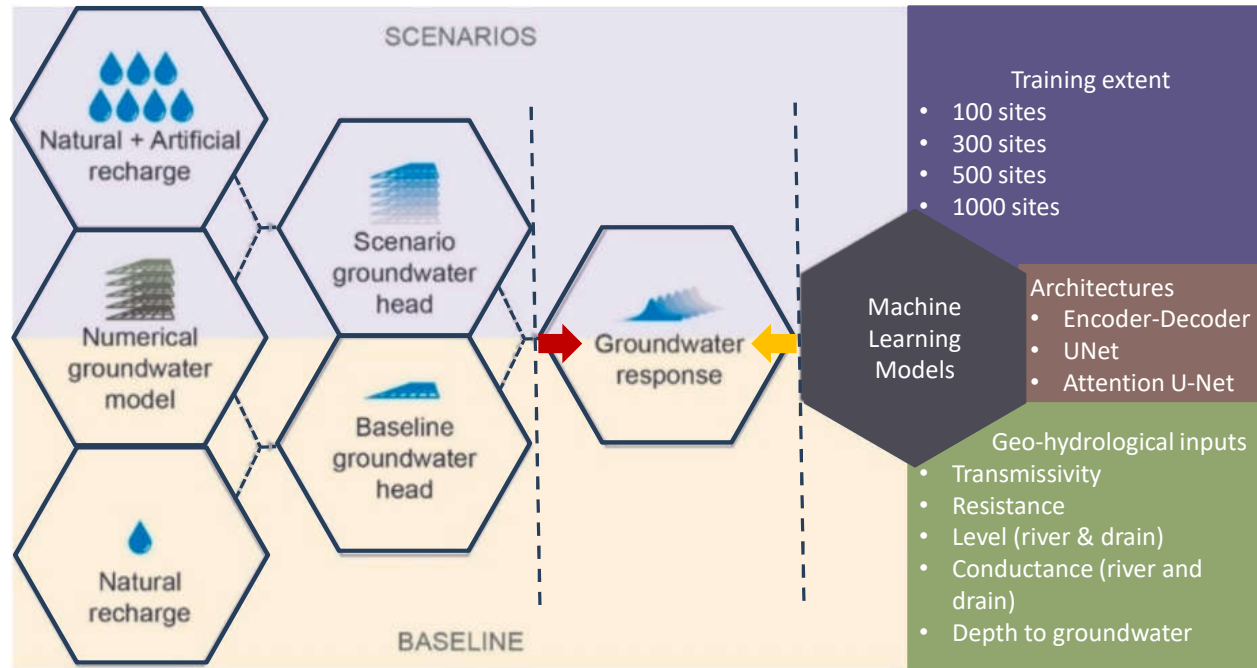 SCENARIOS
Natural + Artificial
recharge
Scenario
groundwater
head
Numerical
groundwater
model
Baseline
groundwater
head
Natural
recharge
BASELINE
Groundwater
response
Machine
Learning
Models
Training extent
• 100 sites
• 300 sites
• 500 sites
• 1000 sites
Architectures
• Encoder-Decoder
• UNet
• Attention U-Net
Geo-hydrological inputs
• Transmissivity
• Resistance
• Level (river & drain)
• Conductance (river and
drain)
• Depth to groundwater